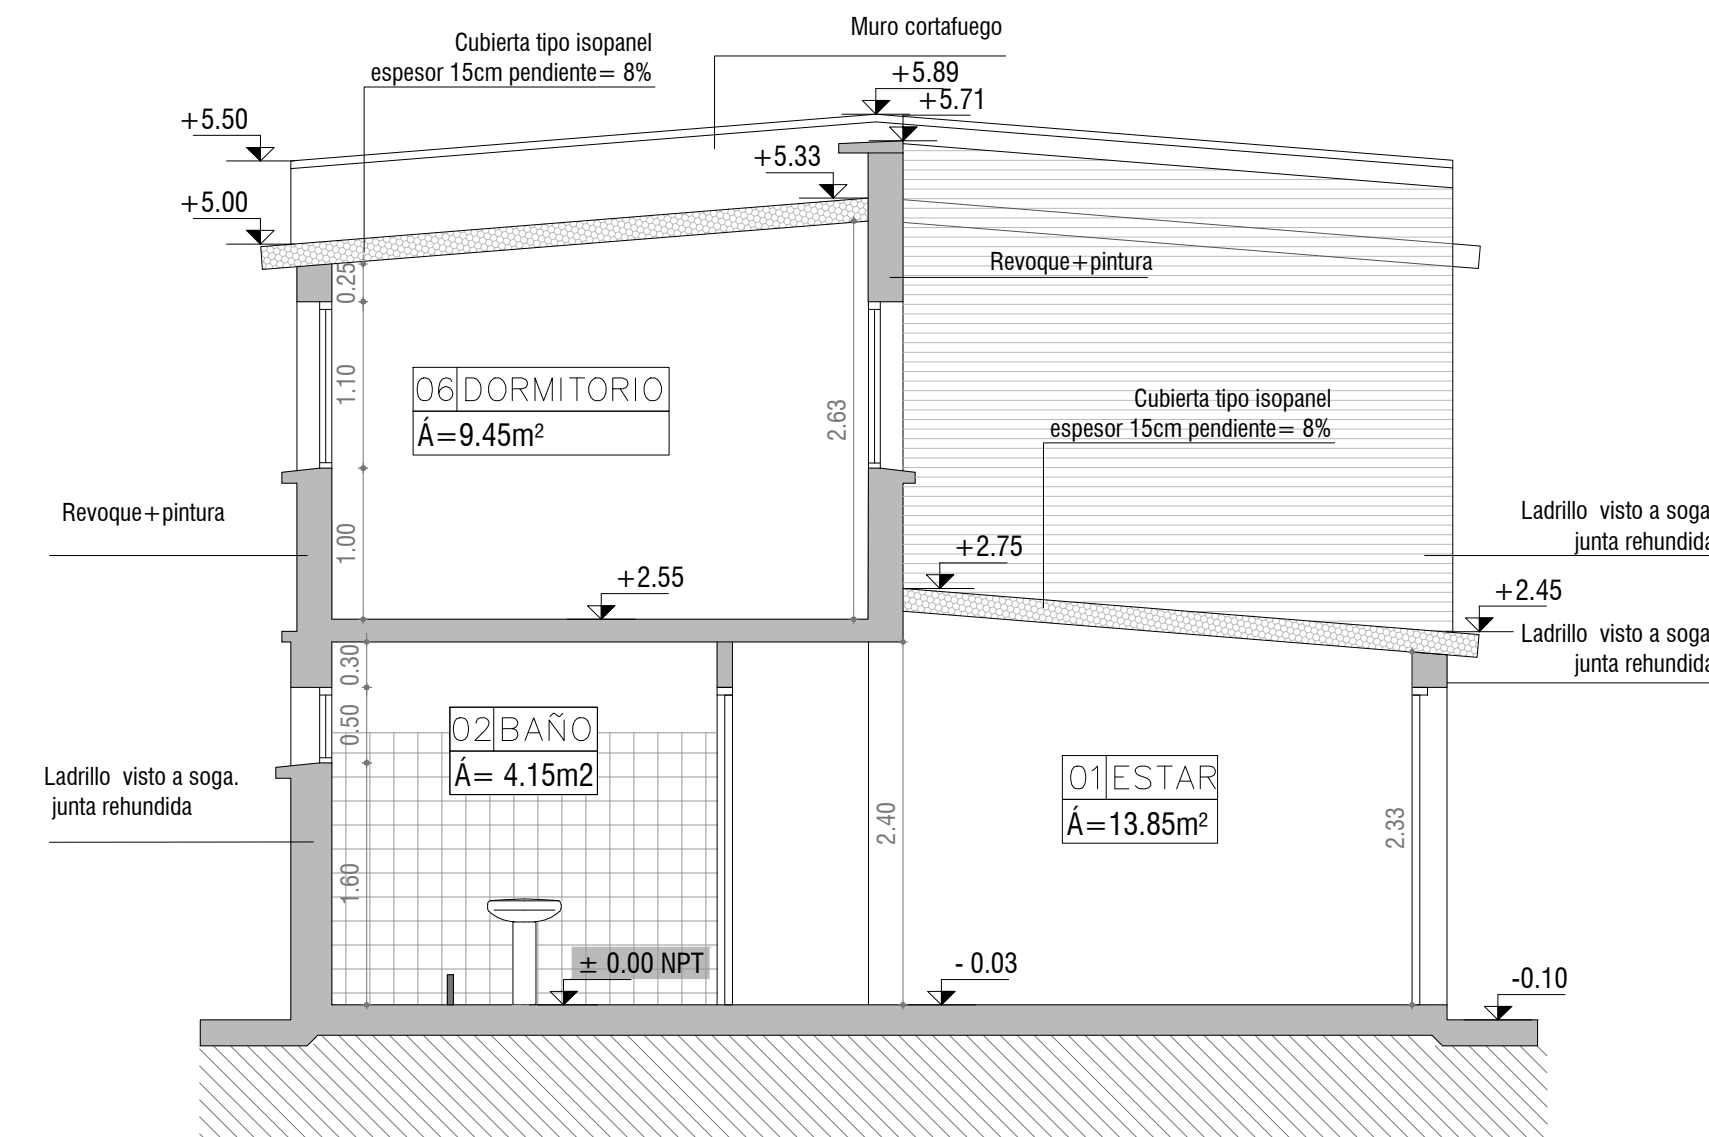 Muro cortafuego
Cubierta tipo isopanel
espesor 15cm pendiente= 8%
+5.89
+5.71
+5.50
+5.33
+5.00
Revoque+pintura
0.25
1.10
06 DORMITORIO
Á=9.45m²
2.63
Cubierta tipo isopanel
espesor 15cm pendiente= 8%
Revoque+pintura
1.00
Ladrillo visto a soga
junta rehundida
+2.75
+2.55
+2.45
Ladrillo visto a soga
junta rehundida
0.30
0.50
02 BAÑO
Á= 4.15m2
01 ESTAR
Á=13.85m²
Ladrillo visto a soga.
junta rehundida
2.40
2.33
1.60
± 0.00 NPT
- 0.03
-0.10